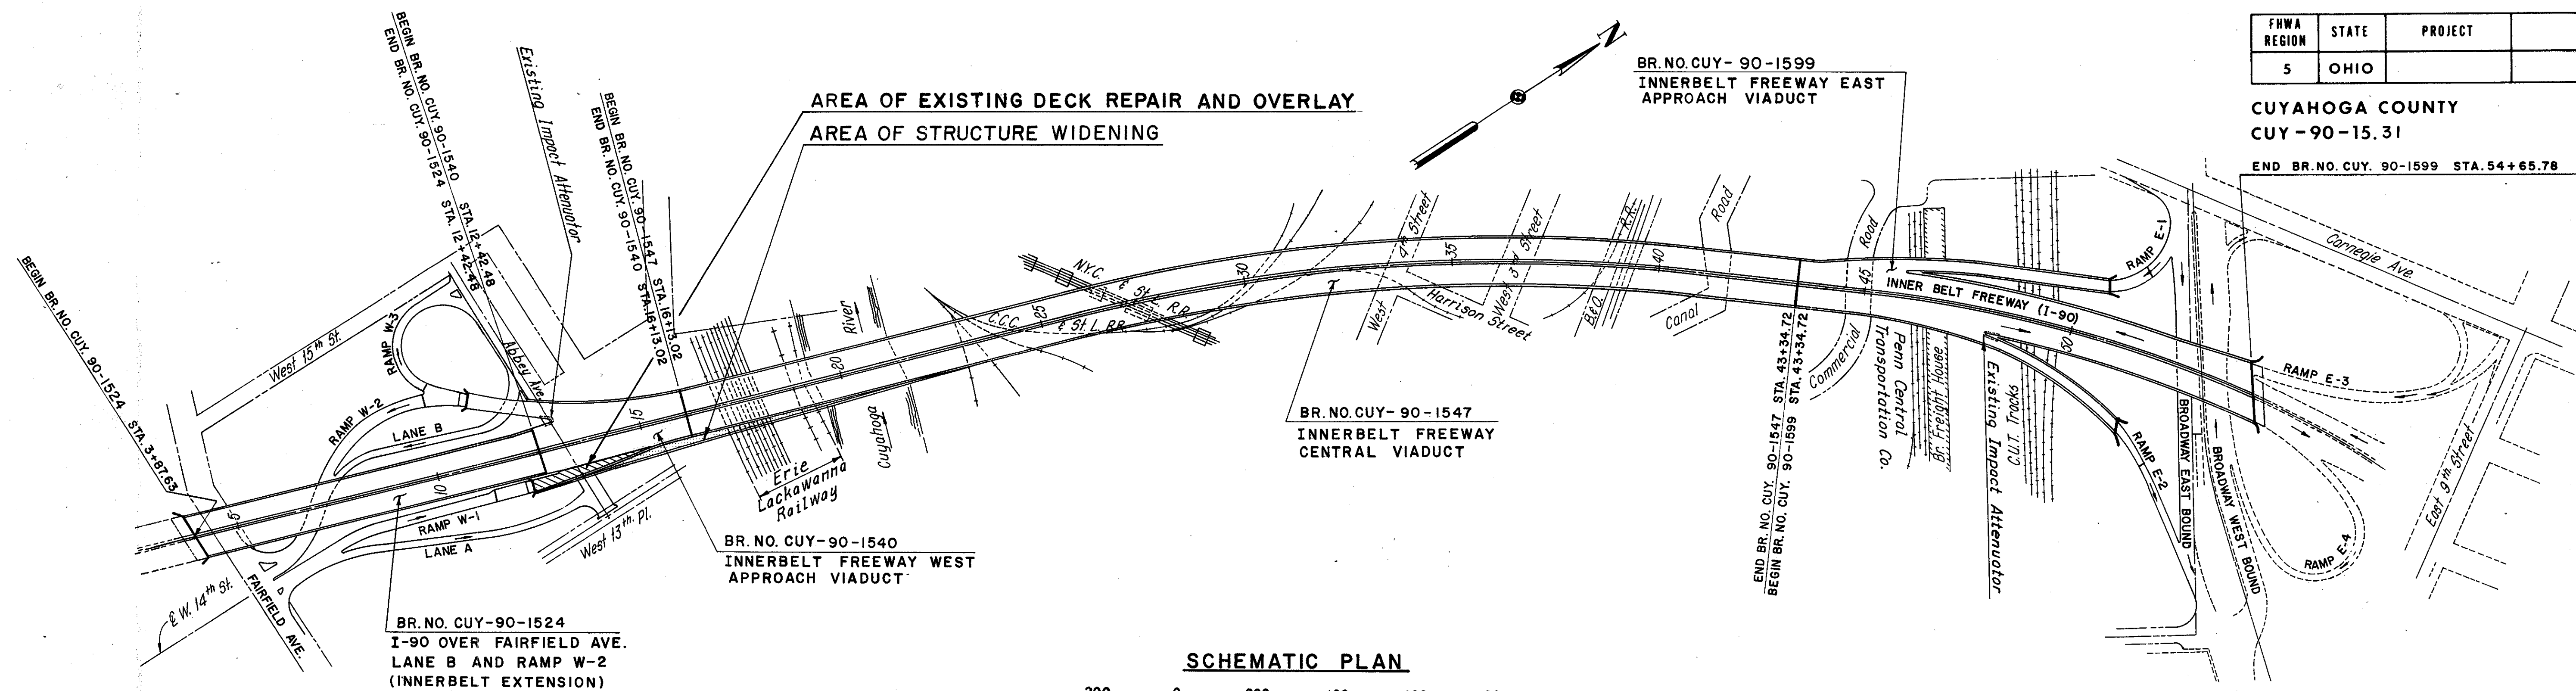 FHWA REGION
STATE
PROJECT
5
OHIO
CUYAHOGA COUNTY
CUY-90-15.31
END BR.NO.CUY. 90-1599 STA.54+65.78
BEGIN BR. NO. CUY. 90-1540 STA. 12+42.48
END BR. NO. CUY. 90-1524 STA. 12+42.48
Existing Impact Attenuator
BEGIN BR. NO. CUY. 90-1547 STA. 16+13.02
END BR. NO. CUY. 90-1540 STA. 16+13.02
AREA OF EXISTING DECK REPAIR AND OVERLAY
AREA OF STRUCTURE WIDENING
N
BR. NO. CUY-90-1599
INNERBELT FREEWAY EAST
APPROACH VIADUCT
BEGIN BR. NO. CUY. 90-1524 STA. 3+87.63
West 15th St.
RAMP W-3
Abbey Ave.
RAMP W-2
LANE B
RAMP W-1
LANE A
West 13th. Pl.
5
10
15
20
25
30
35
40
45
50
℄ W. 14th St.
FAIRFIELD AVE.
BR. NO. CUY-90-1524
I-90 OVER FAIRFIELD AVE.
LANE B AND RAMP W-2
(INNERBELT EXTENSION)
BR. NO. CUY-90-1540
INNERBELT FREEWAY WEST
APPROACH VIADUCT
Erie
Lackawanna
Railway
Cuyahoga
River
C.C.C. & St. L. RR.
N.Y.C. & St. L. R.R.
West 4th Street
Harrison Street
West 3rd Street
B.&O. R.R.
Canal Road
Commercial Road
BR. NO. CUY-90-1547
INNERBELT FREEWAY
CENTRAL VIADUCT
END BR. NO. CUY. 90-1547 STA. 43+34.72
BEGIN BR. NO. CUY. 90-1599 STA. 43+34.72
Penn Central
Transportation Co.
Br. Freight House
INNER BELT FREEWAY (I-90)
Existing Impact Attenuator
C.U.T. Tracks
RAMP E-1
RAMP E-2
RAMP E-3
RAMP E-4
BROADWAY EAST BOUND
BROADWAY WEST BOUND
Carnegie Ave.
East 9th. Street
SCHEMATIC PLAN